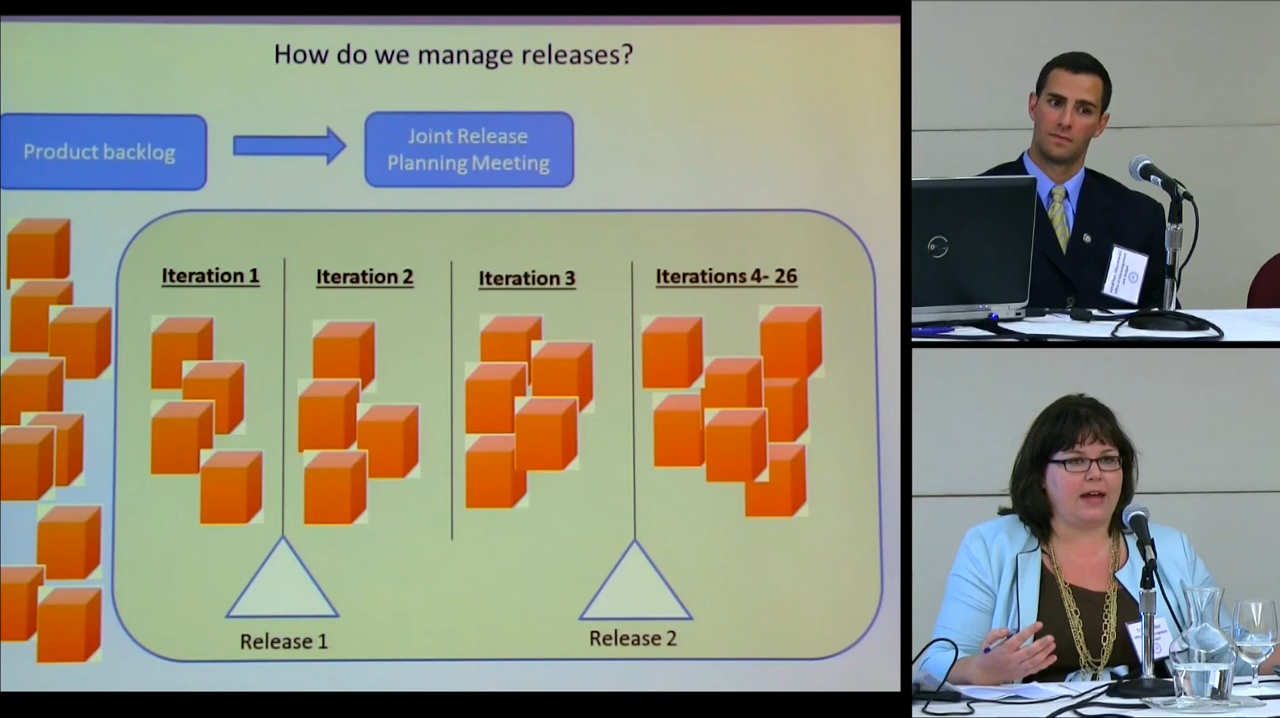 How do we manage releases?
Product backlog
Joint Release
Planning Meeting
Iteration 1
Iteration 2
Iteration 3
Iterations 4- 26
Release 1
Release 2
DELL